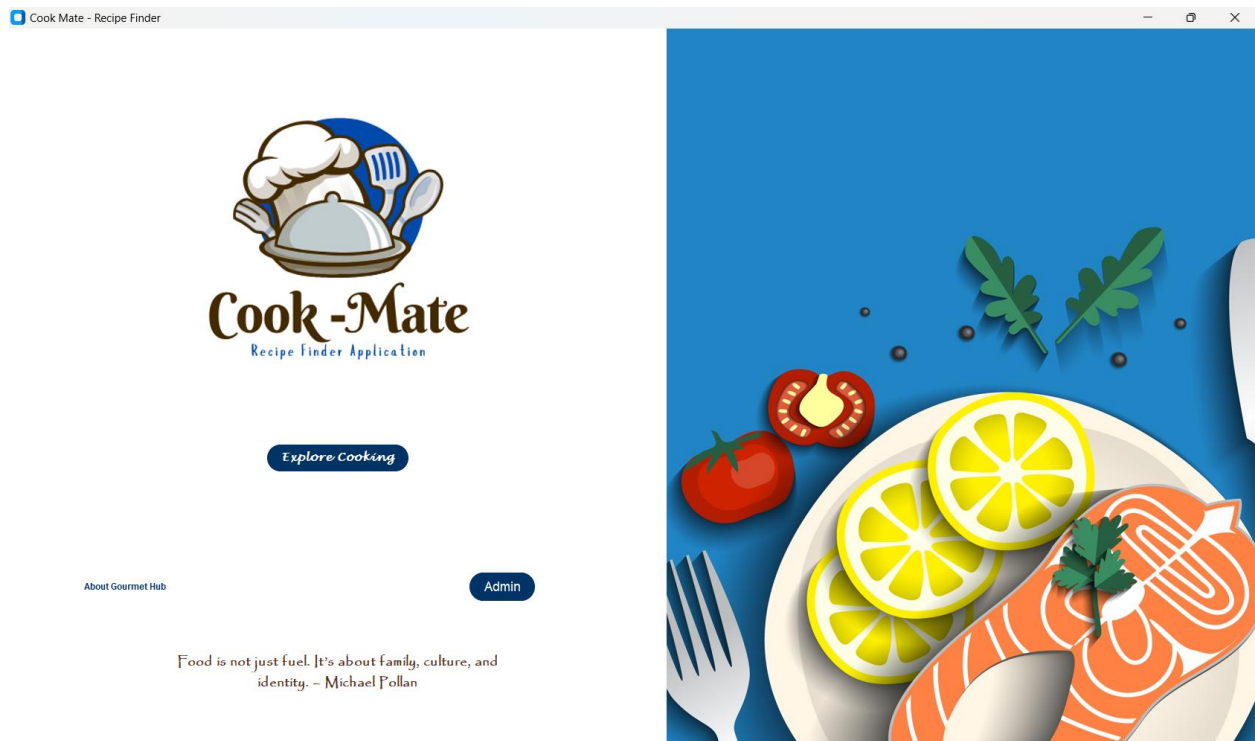 Cook Mate - Recipe Finder
Cook -Mate
Recipe Finder Application
Explore Cooking
About Gourmet Hub
Admin
Food is not just fuel. It's about family, culture, and
identity. – Michael Pollan